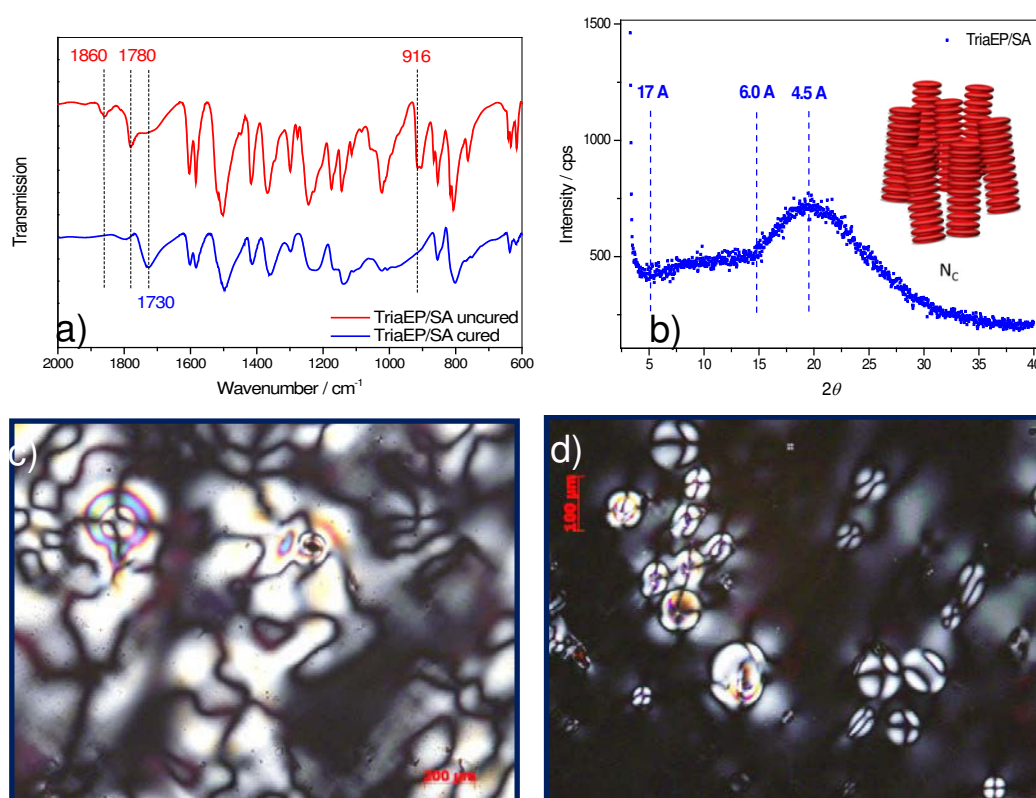 1860 1780 916
1730
Transmission
TriaEP/SA uncured
TriaEP/SA cured
a)
2000 1800 1600 1400 1200 1000 800 600
Wavenumber / cm⁻¹
1500
1000
500
Intensity / cps
TriaEP/SA
17 A 6.0 A 4.5 A
N_C
b)
5 10 15 20 25 30 35 40
2θ
c)
200 µm
d)
100 µm